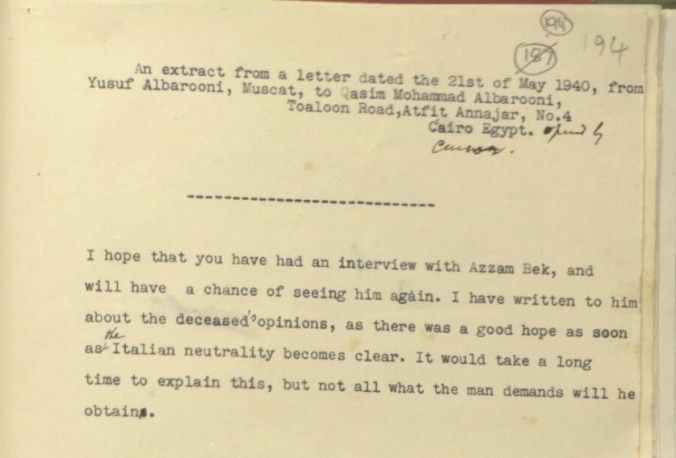 194
187 194
An extract from a letter dated the 21st of May 1940, from
Yusuf Albarooni, Muscat, to Qasim Mohammad Albarooni,
Toaloon Road,Atfit Annajar, No.4
Cairo Egypt. opened by
censor.
---------------------------
I hope that you have had an interview with Azzam Bek, and
will have a chance of seeing him again. I have written to him
about the deceased's opinions, as there was a good hope as soon
as the Italian neutrality becomes clear. It would take a long
time to explain this, but not all what the man demands will he
obtain.